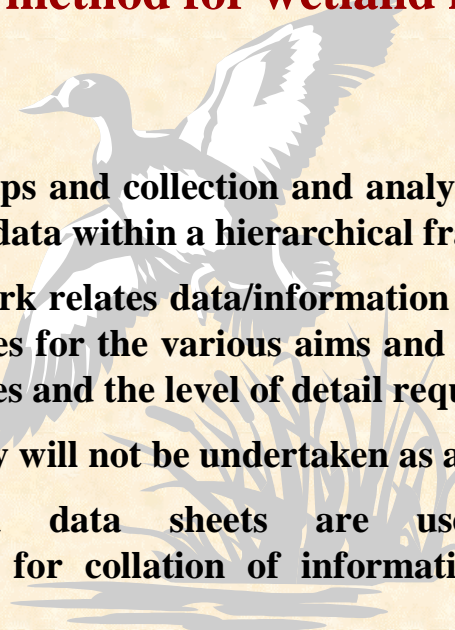 method for wetland
ps and collection and analy
data within a hierarchical fra
rk relates data/information
es for the various aims and
es and the level of detail requ
y will not be undertaken as a
data sheets are use
for collation of informati